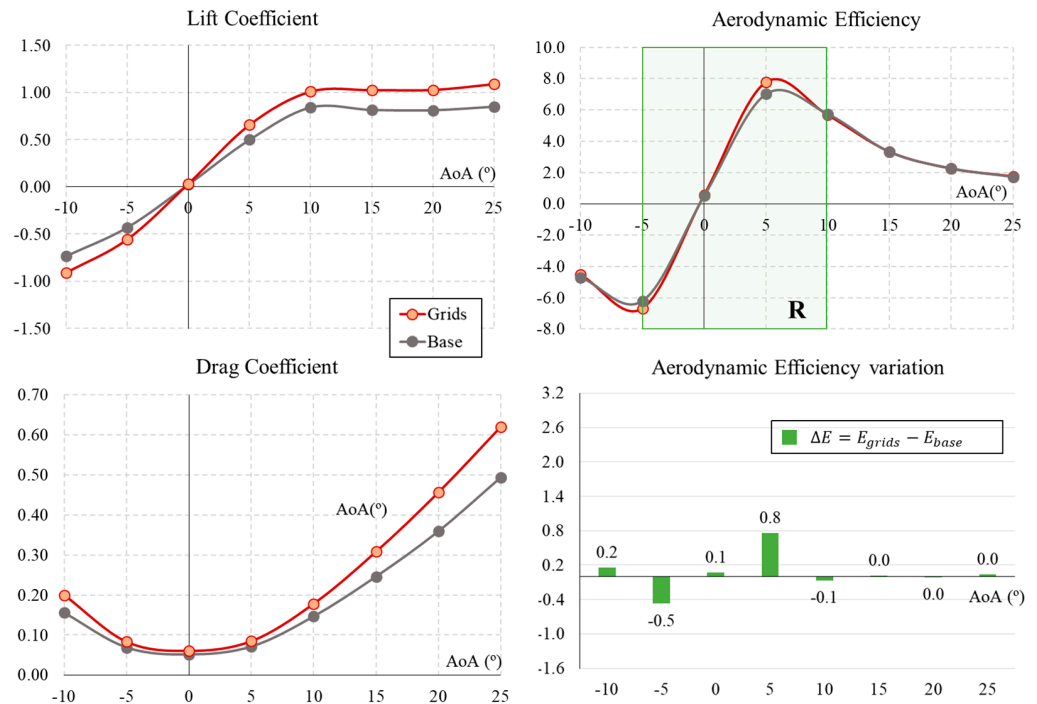 Lift Coefficient
1.50
1.00
0.50
0.00
-0.50
-1.00
-1.50
-10 -5 0 5 10 15 20 25
AoA (º)
Grids
Base
Aerodynamic Efficiency
10.0
8.0
6.0
4.0
2.0
0.0
-2.0
-4.0
-6.0
-8.0
-10 -5 0 5 10 15 20 25
AoA(º)
R
Drag Coefficient
0.70
0.60
0.50
0.40
0.30
0.20
0.10
0.00
AoA(º)
AoA (º)
-10 -5 0 5 10 15 20 25
Aerodynamic Efficiency variation
3.2
2.6
2.0
1.4
0.8
0.2
-0.4
-1.0
-1.6
ΔE = E_grids − E_base
0.2 -0.5 0.1 0.8 -0.1 0.0 0.0 0.0
AoA (º)
-10 -5 0 5 10 15 20 25